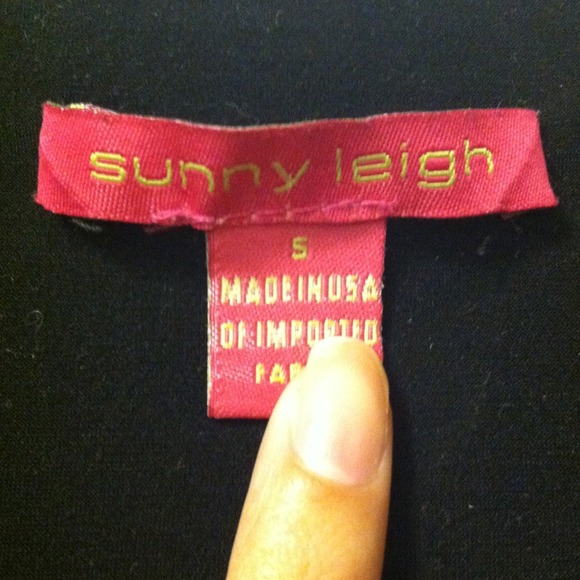 sunny leigh
S
MADE IN USA
OF IMPORTED